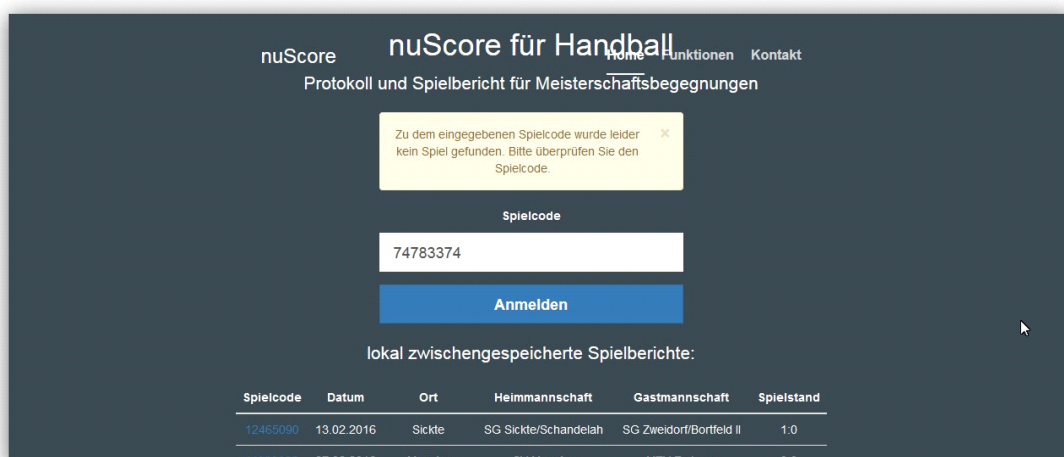 nuScore
nuScore für Handball
Home Funktionen Kontakt
Protokoll und Spielbericht für Meisterschaftsbegegnungen
Zu dem eingegebenen Spielcode wurde leider
kein Spiel gefunden. Bitte überprüfen Sie den
Spielcode.
×
Spielcode
74783374
Anmelden
lokal zwischengespeicherte Spielberichte:
Spielcode Datum Ort Heimmannschaft Gastmannschaft Spielstand
12465090 13.02.2016 Sickte SG Sickte/Schandelah SG Zweidorf/Bortfeld II 1:0